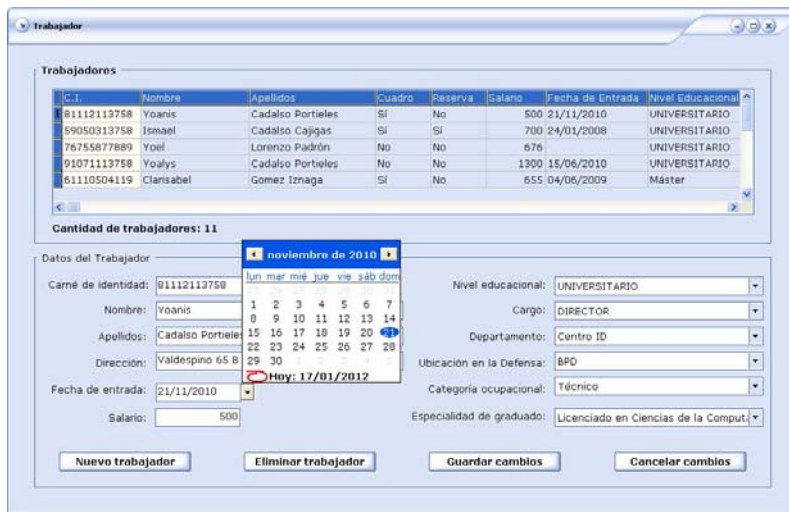 Trabajador
Trabajadores
C.I. Nombre Apellidos Cuadro Reserva Salario Fecha de Entrada Nivel Educacional
81112113758 Yoanis Cadalso Portieles Sí No 500 21/11/2010 UNIVERSITARIO
59050313758 Ismael Cadalso Cajigas Sí Sí 700 24/01/2008 UNIVERSITARIO
76755877889 Yoel Lorenzo Padrón No No 676 UNIVERSITARIO
91071113758 Yoalys Cadalso Portieles No No 1300 15/06/2010 UNIVERSITARIO
61110504119 Clarisabel Gomez Iznaga Sí No 655 04/06/2009 Máster
Cantidad de trabajadores: 11
Datos del Trabajador
Carné de identidad: 81112113758
Nombre: Yoanis
Apellidos: Cadalso Portieles
Dirección: Valdespino 65 B
Fecha de entrada: 21/11/2010
Salario: 500
noviembre de 2010
lun mar mié jue vie sáb dom
1 2 3 4 5 6 7
8 9 10 11 12 13 14
15 16 17 18 19 20 21
22 23 24 25 26 27 28
29 30
Hoy: 17/01/2012
Nivel educacional: UNIVERSITARIO
Cargo: DIRECTOR
Departamento: Centro ID
Ubicación en la Defensa: BPD
Categoría ocupacional: Técnico
Especialidad de graduado: Licenciado en Ciencias de la Comput
Nuevo trabajador Eliminar trabajador Guardar cambios Cancelar cambios